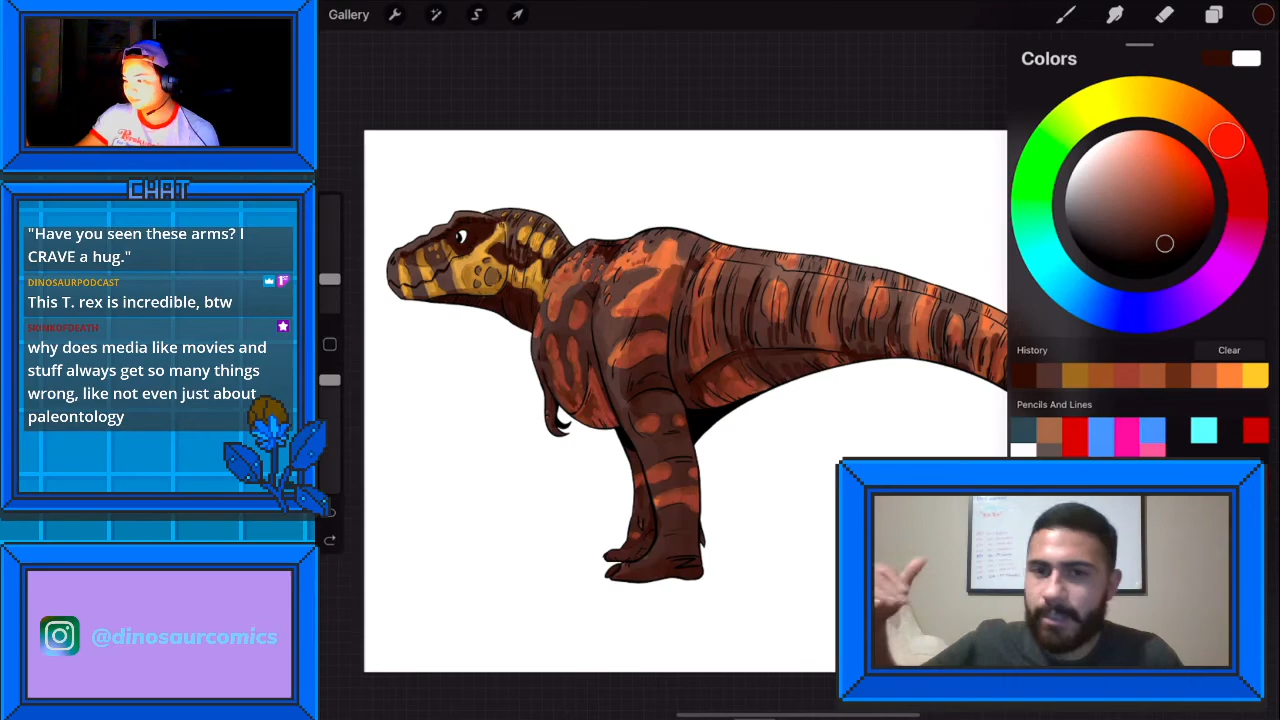 Gallery
Colors
CHAT
"Have you seen these arms? I
CRAVE a hug."
DINOSAURPODCAST
This T. rex is incredible, btw
why does media like movies and
stuff always get so many things
wrong, like not even just about
paleontology
History
Clear
Pencils And Lines
@dinosaurcomics